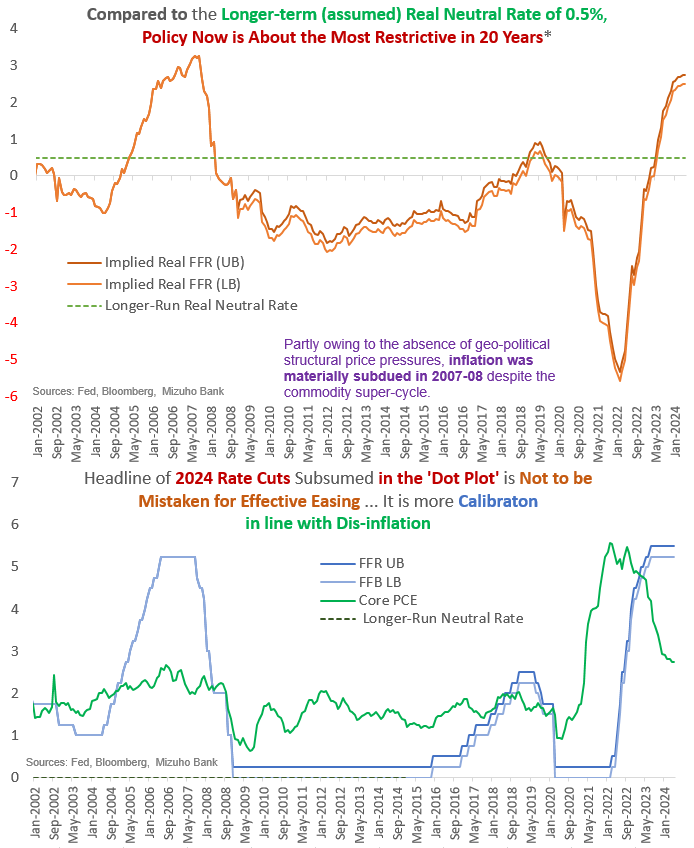 Compared to the Longer-term (assumed) Real Neutral Rate of 0.5%,
Policy Now is About the Most Restrictive in 20 Years*
4
3
2
1
0
-1
-2
-3
-4
-5
-6
Implied Real FFR (UB)
Implied Real FFR (LB)
Longer-Run Real Neutral Rate
Partly owing to the absence of geo-political
structural price pressures, inflation was
materially subdued in 2007-08 despite the
commodity super-cycle.
Sources: Fed, Bloomberg, Mizuho Bank
Jan-2002
Sep-2002
May-2003
Jan-2004
Sep-2004
May-2005
Jan-2006
Sep-2006
May-2007
Jan-2008
Sep-2008
May-2009
Jan-2010
Sep-2010
May-2011
Jan-2012
Sep-2012
May-2013
Jan-2014
Sep-2014
May-2015
Jan-2016
Sep-2016
May-2017
Jan-2018
Sep-2018
May-2019
Jan-2020
Sep-2020
May-2021
Jan-2022
Sep-2022
May-2023
Jan-2024
Headline of 2024 Rate Cuts Subsumed in the 'Dot Plot' is Not to be
Mistaken for Effective Easing ... It is more Calibraton
in line with Dis-inflation
7
6
5
4
3
2
1
0
FFR UB
FFB LB
Core PCE
Longer-Run Neutral Rate
Sources: Fed, Bloomberg, Mizuho Bank
Jan-2002
Sep-2002
May-2003
Jan-2004
Sep-2004
May-2005
Jan-2006
Sep-2006
May-2007
Jan-2008
Sep-2008
May-2009
Jan-2010
Sep-2010
May-2011
Jan-2012
Sep-2012
May-2013
Jan-2014
Sep-2014
May-2015
Jan-2016
Sep-2016
May-2017
Jan-2018
Sep-2018
May-2019
Jan-2020
Sep-2020
May-2021
Jan-2022
Sep-2022
May-2023
Jan-2024